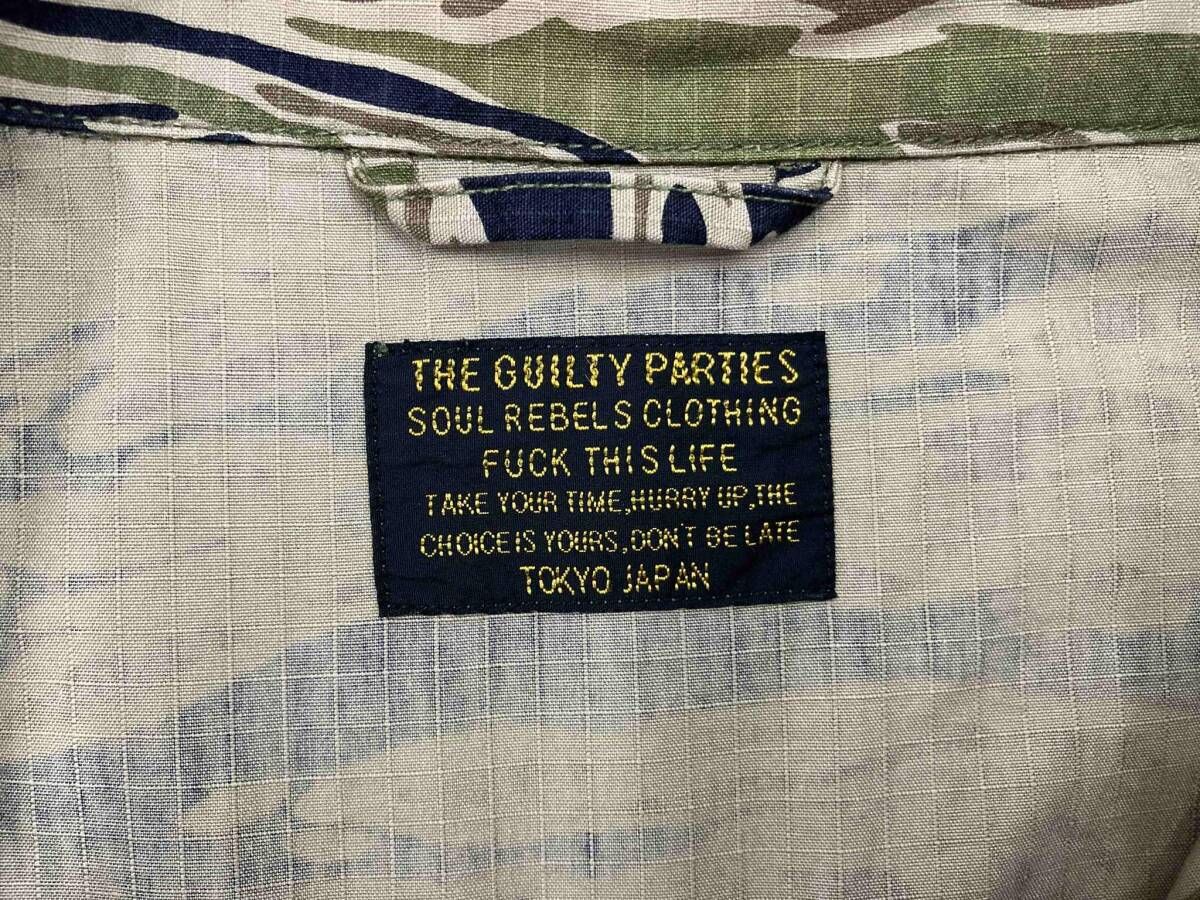 THE GUILTY PARTIES
SOUL REBELS CLOTHING
FUCK THIS LIFE
TAKE YOUR TIME,HURRY UP,THE
CHOICE IS YOURS,DON'T BE LATE
TOKYO JAPAN